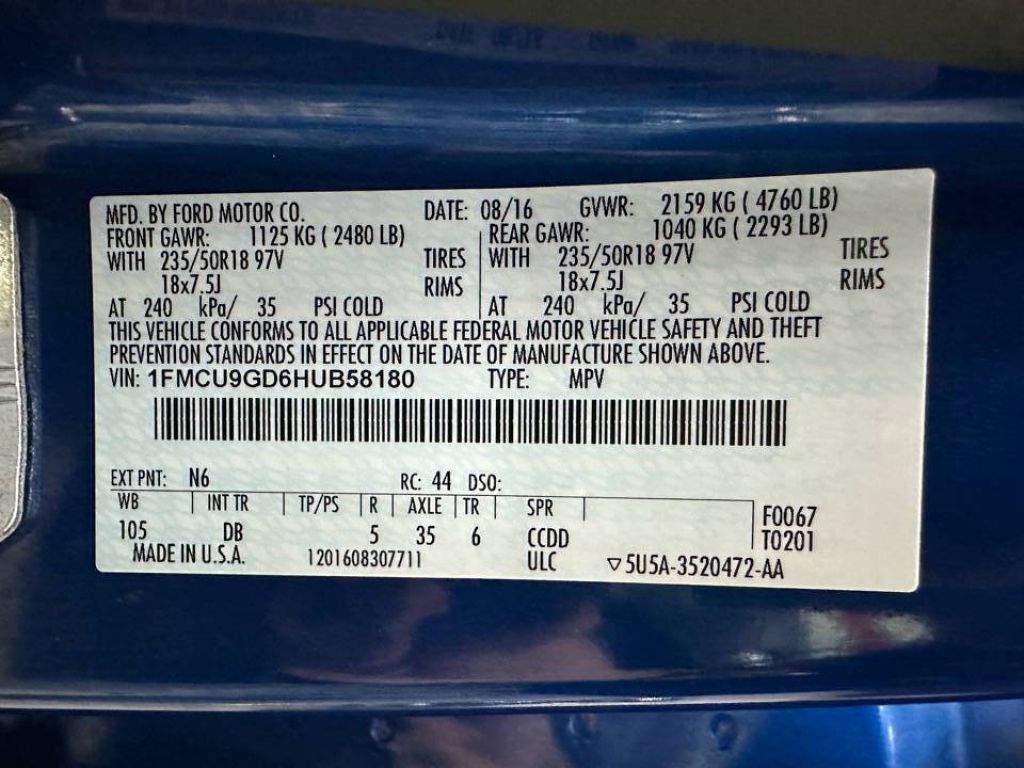 MFD. BY FORD MOTOR CO. DATE: 08/16 GVWR: 2159 KG ( 4760 LB)
FRONT GAWR: 1125 KG ( 2480 LB) REAR GAWR: 1040 KG ( 2293 LB)
WITH 235/50R18 97V TIRES WITH 235/50R18 97V TIRES
18x7.5J RIMS 18x7.5J RIMS
AT 240 kPa/ 35 PSI COLD AT 240 kPa/ 35 PSI COLD
THIS VEHICLE CONFORMS TO ALL APPLICABLE FEDERAL MOTOR VEHICLE SAFETY AND THEFT
PREVENTION STANDARDS IN EFFECT ON THE DATE OF MANUFACTURE SHOWN ABOVE.
VIN: 1FMCU9GD6HUB58180 TYPE: MPV
EXT PNT: N6 RC: 44 DSO:
WB INT TR TP/PS R AXLE TR SPR F0067
105 DB 5 35 6 CCDD T0201
MADE IN U.S.A. 1201608307711 ULC ▽5U5A-3520472-AA